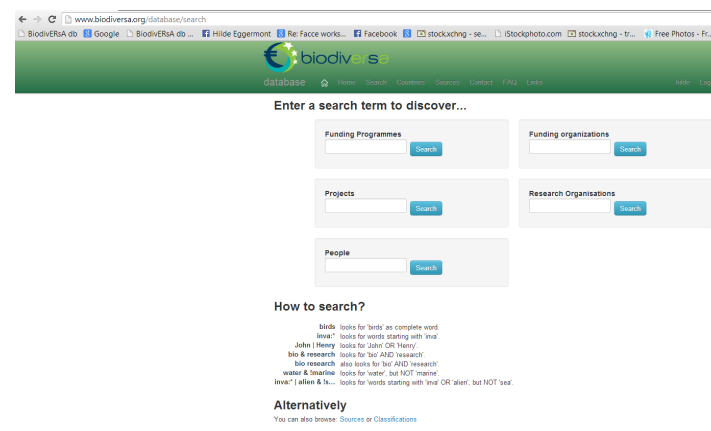 www.biodiversa.org/database/search
BiodivERsA db Google BiodivERsA db ... Hilde Eggermont Re: Facce works... Facebook stock.xchng - se... iStockphoto.com stock.xchng - tr... Free Photos - Fr...
biodiversa
database Home Search Countries Sources Contact FAQ Links hilde Log
Enter a search term to discover...
Funding Programmes Funding organizations
Search Search
Projects Research Organisations
Search Search
People
Search
How to search?
birds looks for 'birds' as complete word.
inva:* looks for words starting with 'inva'.
John | Henry looks for 'John' OR 'Henry'.
bio & research looks for 'bio' AND 'research'.
bio research also looks for 'bio' AND 'research'.
water & !marine looks for 'water', but NOT 'marine'.
inva:* | alien & !s... looks for words starting with 'inva' OR 'alien', but NOT 'sea'.
Alternatively
You can also browse: Sources or Classifications